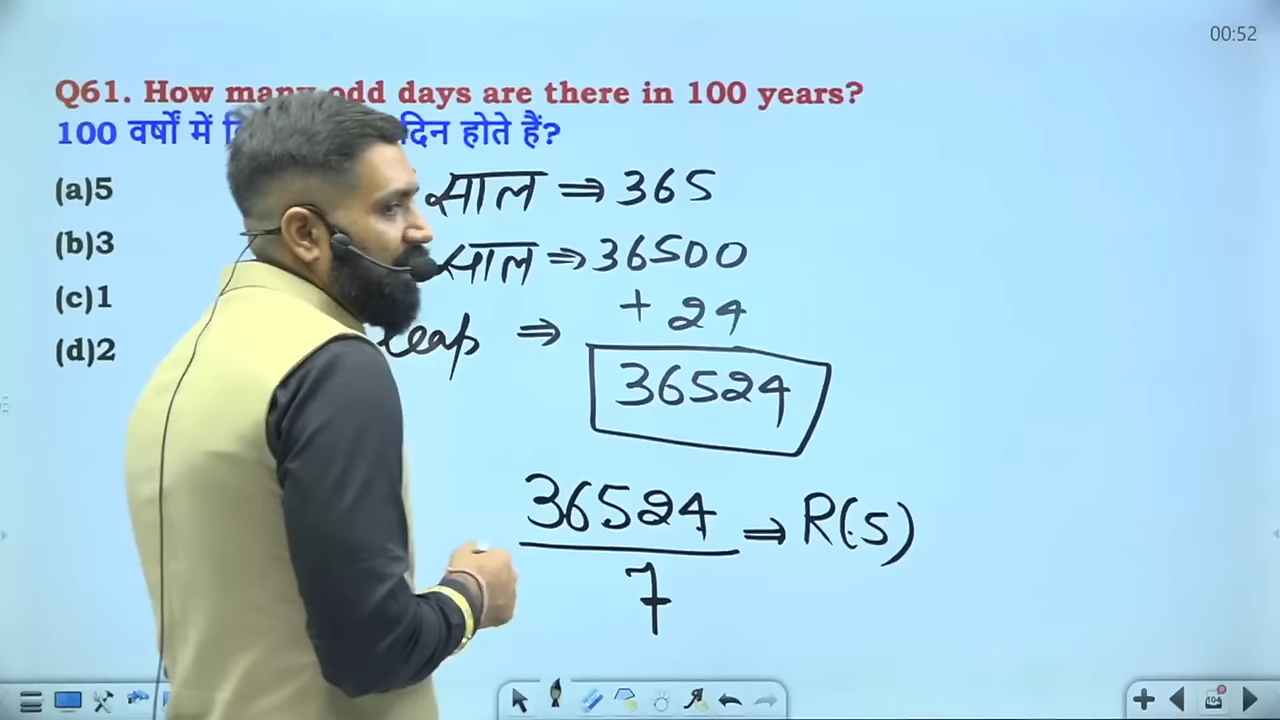 00:52
Q61. How many odd days are there in 100 years?
100 वर्षों में दिन होते हैं?
(a)5
(b)3
(c)1
(d)2
साल ⇒ 365
साल ⇒ 36500
+ 24
leap ⇒
36524
36524
7
⇒ R(5)